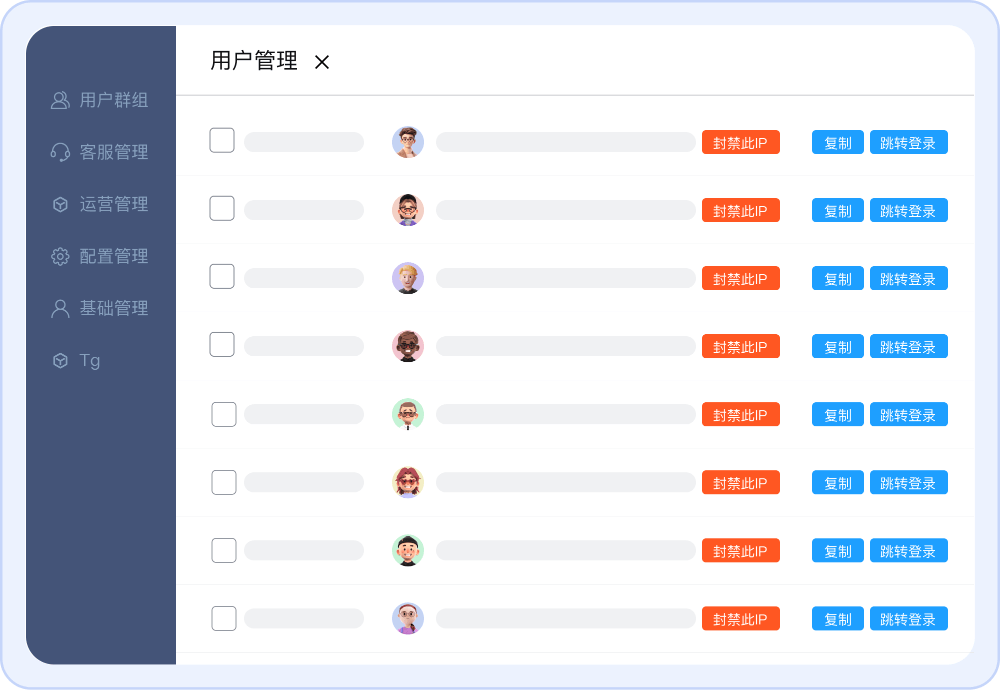 用户管理
用户群组
客服管理
运营管理
配置管理
基础管理
Tg
封禁此IP 复制 跳转登录
封禁此IP 复制 跳转登录
封禁此IP 复制 跳转登录
封禁此IP 复制 跳转登录
封禁此IP 复制 跳转登录
封禁此IP 复制 跳转登录
封禁此IP 复制 跳转登录
封禁此IP 复制 跳转登录